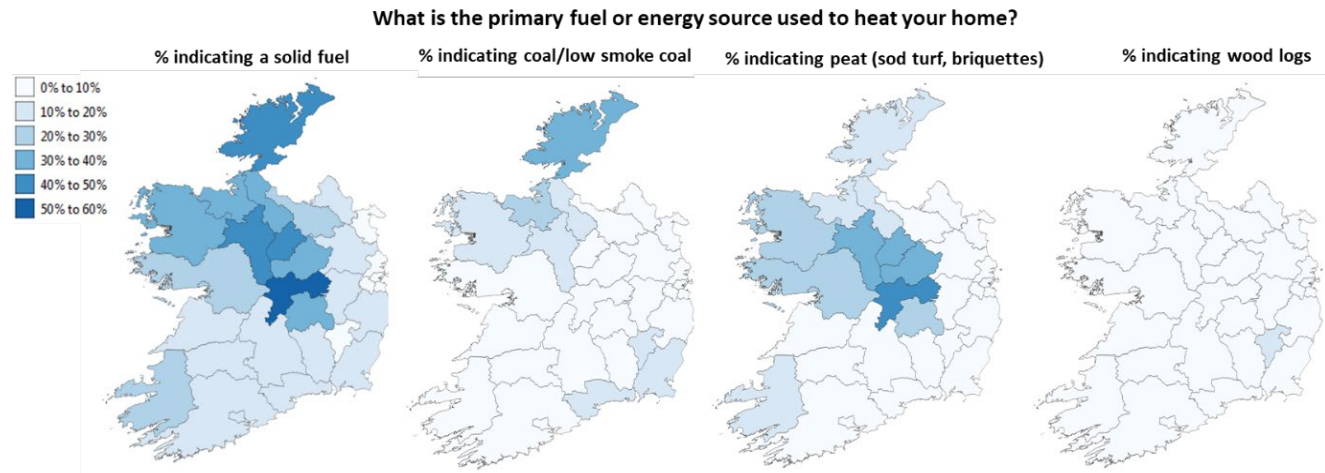 What is the primary fuel or energy source used to heat your home?
% indicating a solid fuel
% indicating coal/low smoke coal
% indicating peat (sod turf, briquettes)
% indicating wood logs
0% to 10%
10% to 20%
20% to 30%
30% to 40%
40% to 50%
50% to 60%